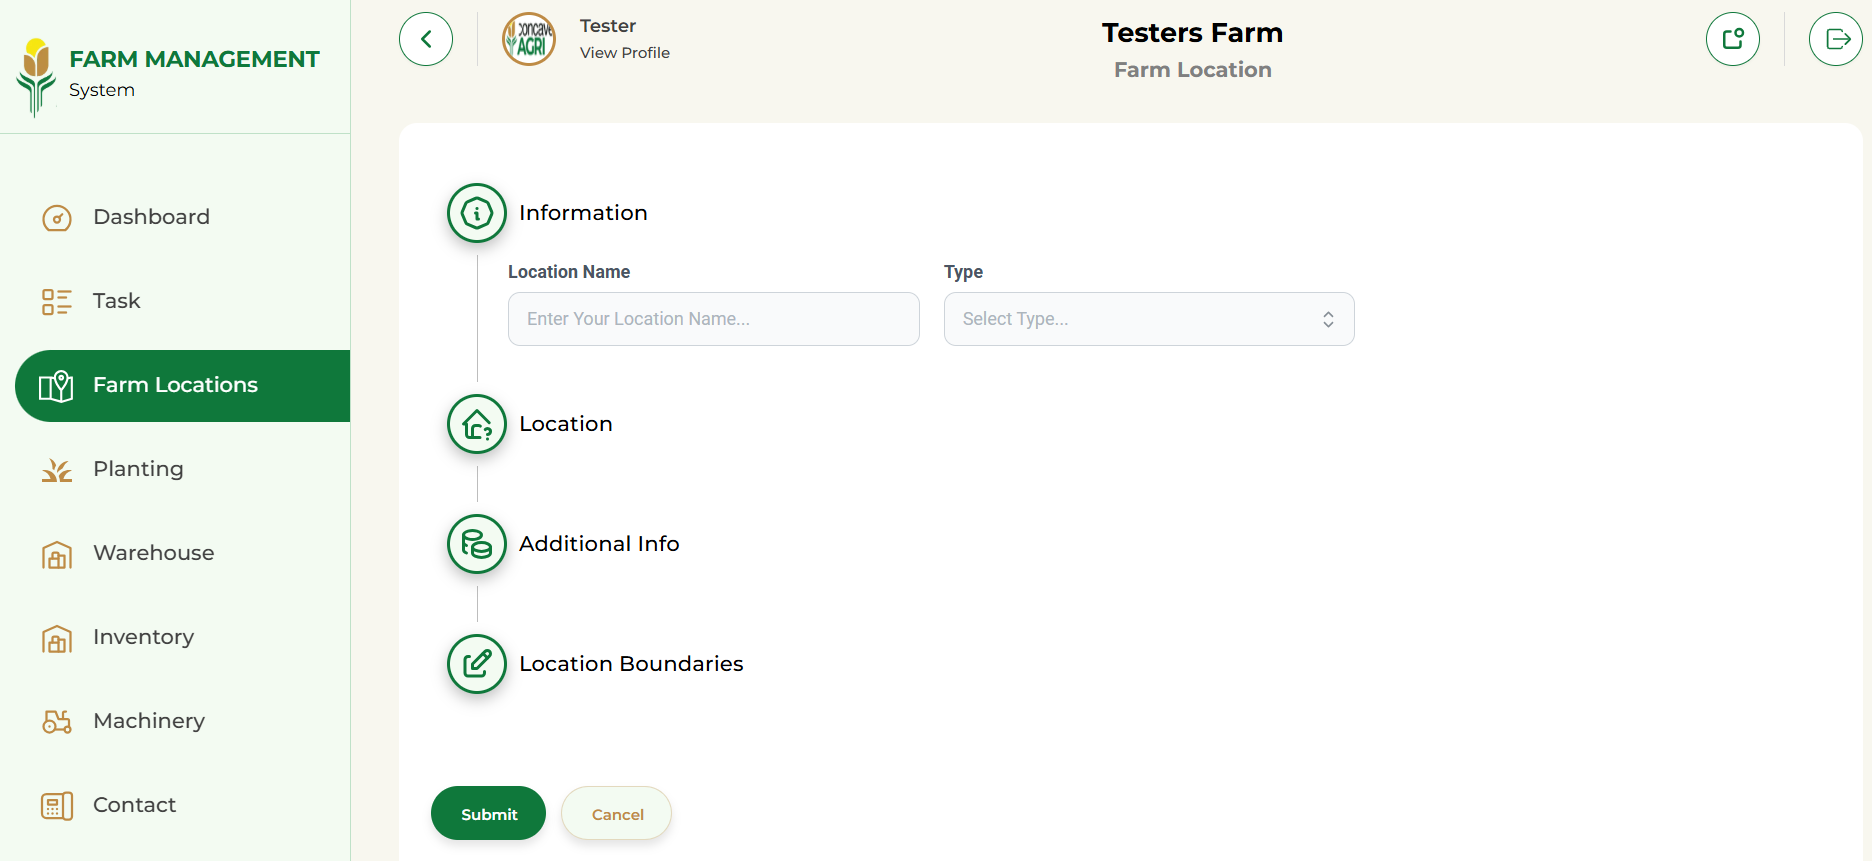 FARM MANAGEMENT
System
Dashboard
Task
Farm Locations
Planting
Warehouse
Inventory
Machinery
Contact
concave
AGRI
Tester
View Profile
Testers Farm
Farm Location
Information
Location Name
Type
Enter Your Location Name...
Select Type...
Location
Additional Info
Location Boundaries
Submit
Cancel